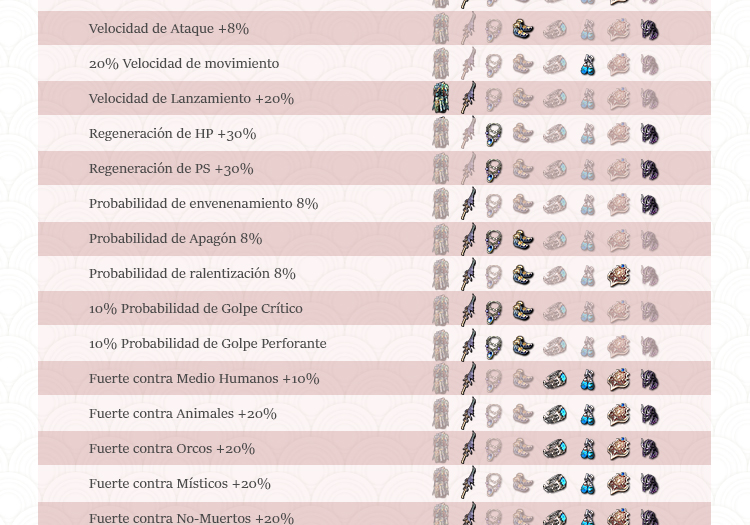 Velocidad de Ataque +8%
20% Velocidad de movimiento
Velocidad de Lanzamiento +20%
Regeneración de HP +30%
Regeneración de PS +30%
Probabilidad de envenenamiento 8%
Probabilidad de Apagón 8%
Probabilidad de ralentización 8%
10% Probabilidad de Golpe Crítico
10% Probabilidad de Golpe Perforante
Fuerte contra Medio Humanos +10%
Fuerte contra Animales +20%
Fuerte contra Orcos +20%
Fuerte contra Místicos +20%
Fuerte contra No-Muertos +20%